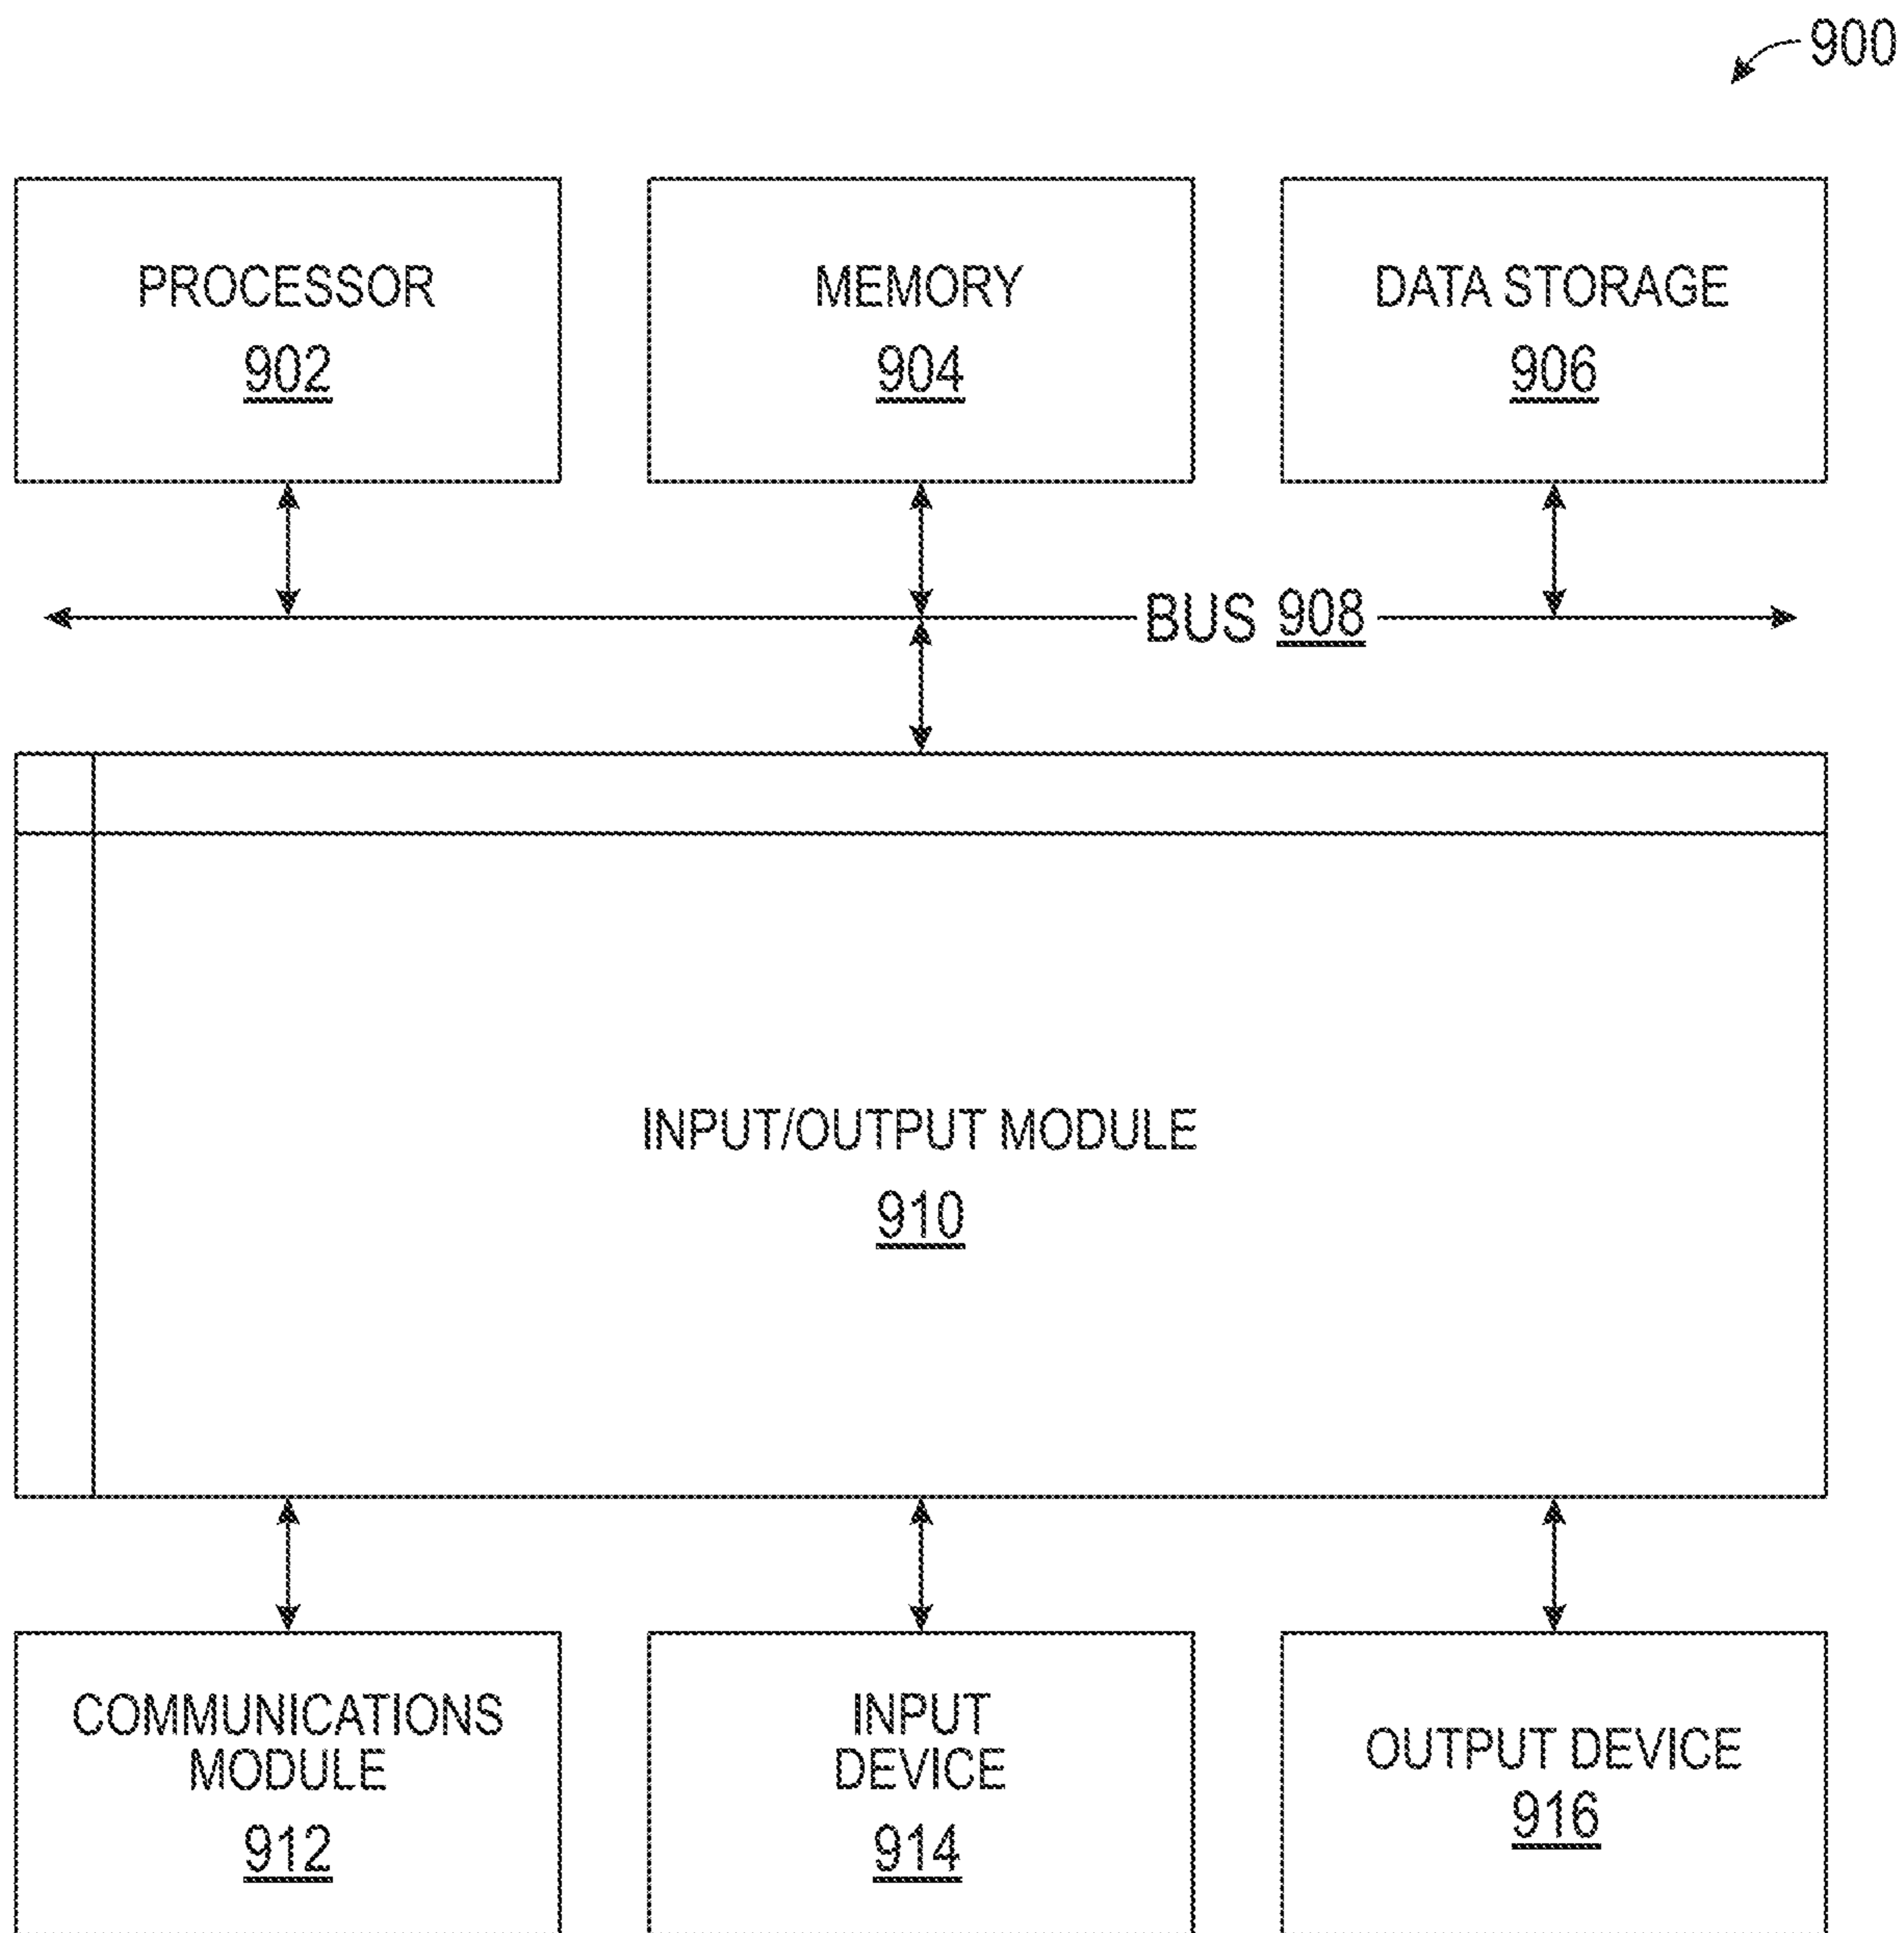 900
PROCESSOR
902
MEMORY
904
DATA STORAGE
906
BUS 908
INPUT/OUTPUT MODULE
910
COMMUNICATIONS
MODULE
912
INPUT
DEVICE
914
OUTPUT DEVICE
916